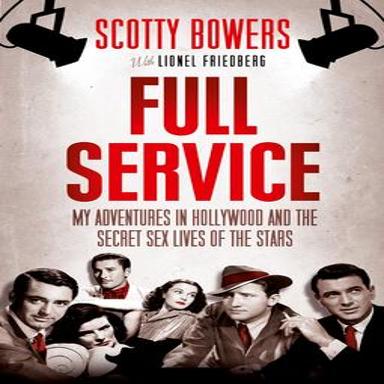 SCOTTY BOWERS
With LIONEL FRIEDBERG
FULL
SERVICE
MY ADVENTURES IN HOLLYWOOD AND THE
SECRET SEX LIVES OF THE STARS